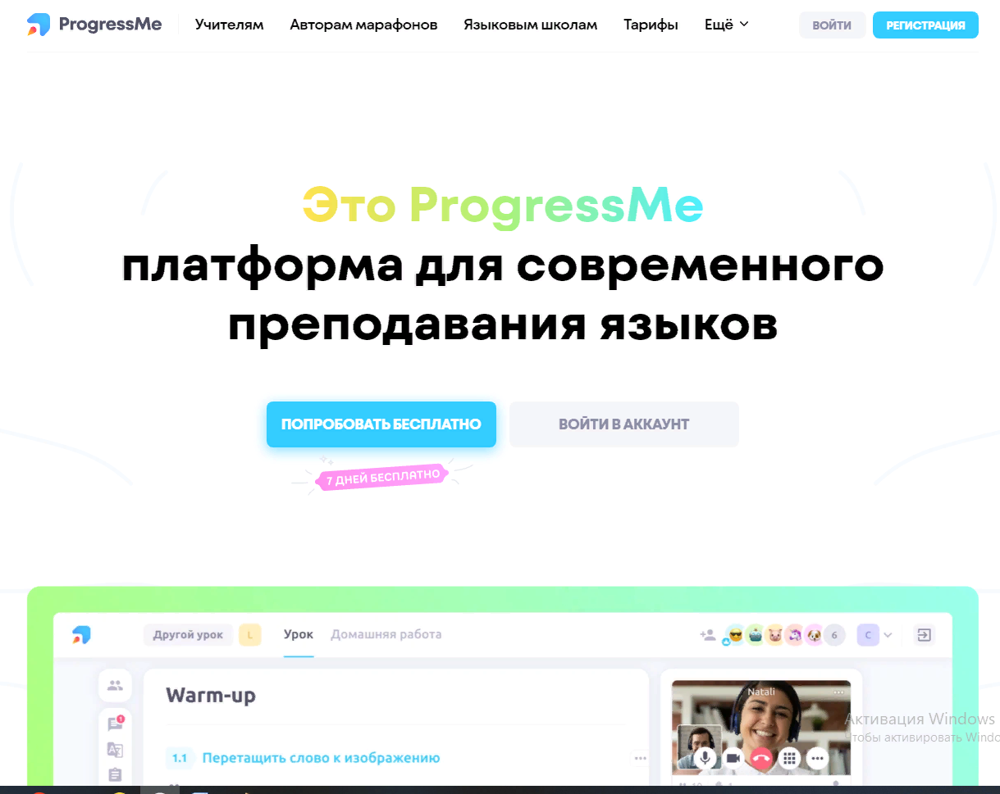 ProgressMe
Учителям
Авторам марафонов
Языковым школам
Тарифы
Ещё
ВОЙТИ
РЕГИСТРАЦИЯ
Это ProgressMe
платформа для современного
преподавания языков
ПОПРОБОВАТЬ БЕСПЛАТНО
ВОЙТИ В АККАУНТ
7 ДНЕЙ БЕСПЛАТНО
Другой урок
L
Урок
Домашняя работа
6
C
Warm-up
Natali
1
1.1 Перетащить слово к изображению
Активация Windows
Чтобы активировать Windo